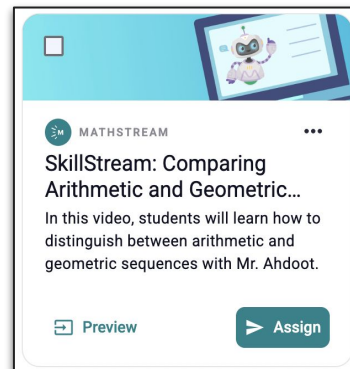 MATHSTREAM
SkillStream: Comparing
Arithmetic and Geometric...
In this video, students will learn how to
distinguish between arithmetic and
geometric sequences with Mr. Ahdoot.
Preview
Assign